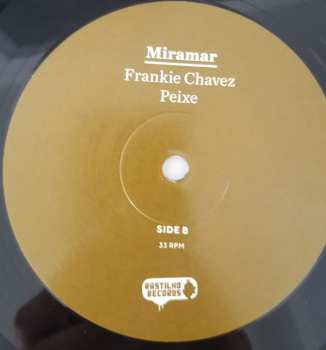 Miramar
Frankie Chavez
Peixe
SIDE B
33 RPM
RASTILHO
RECORDS